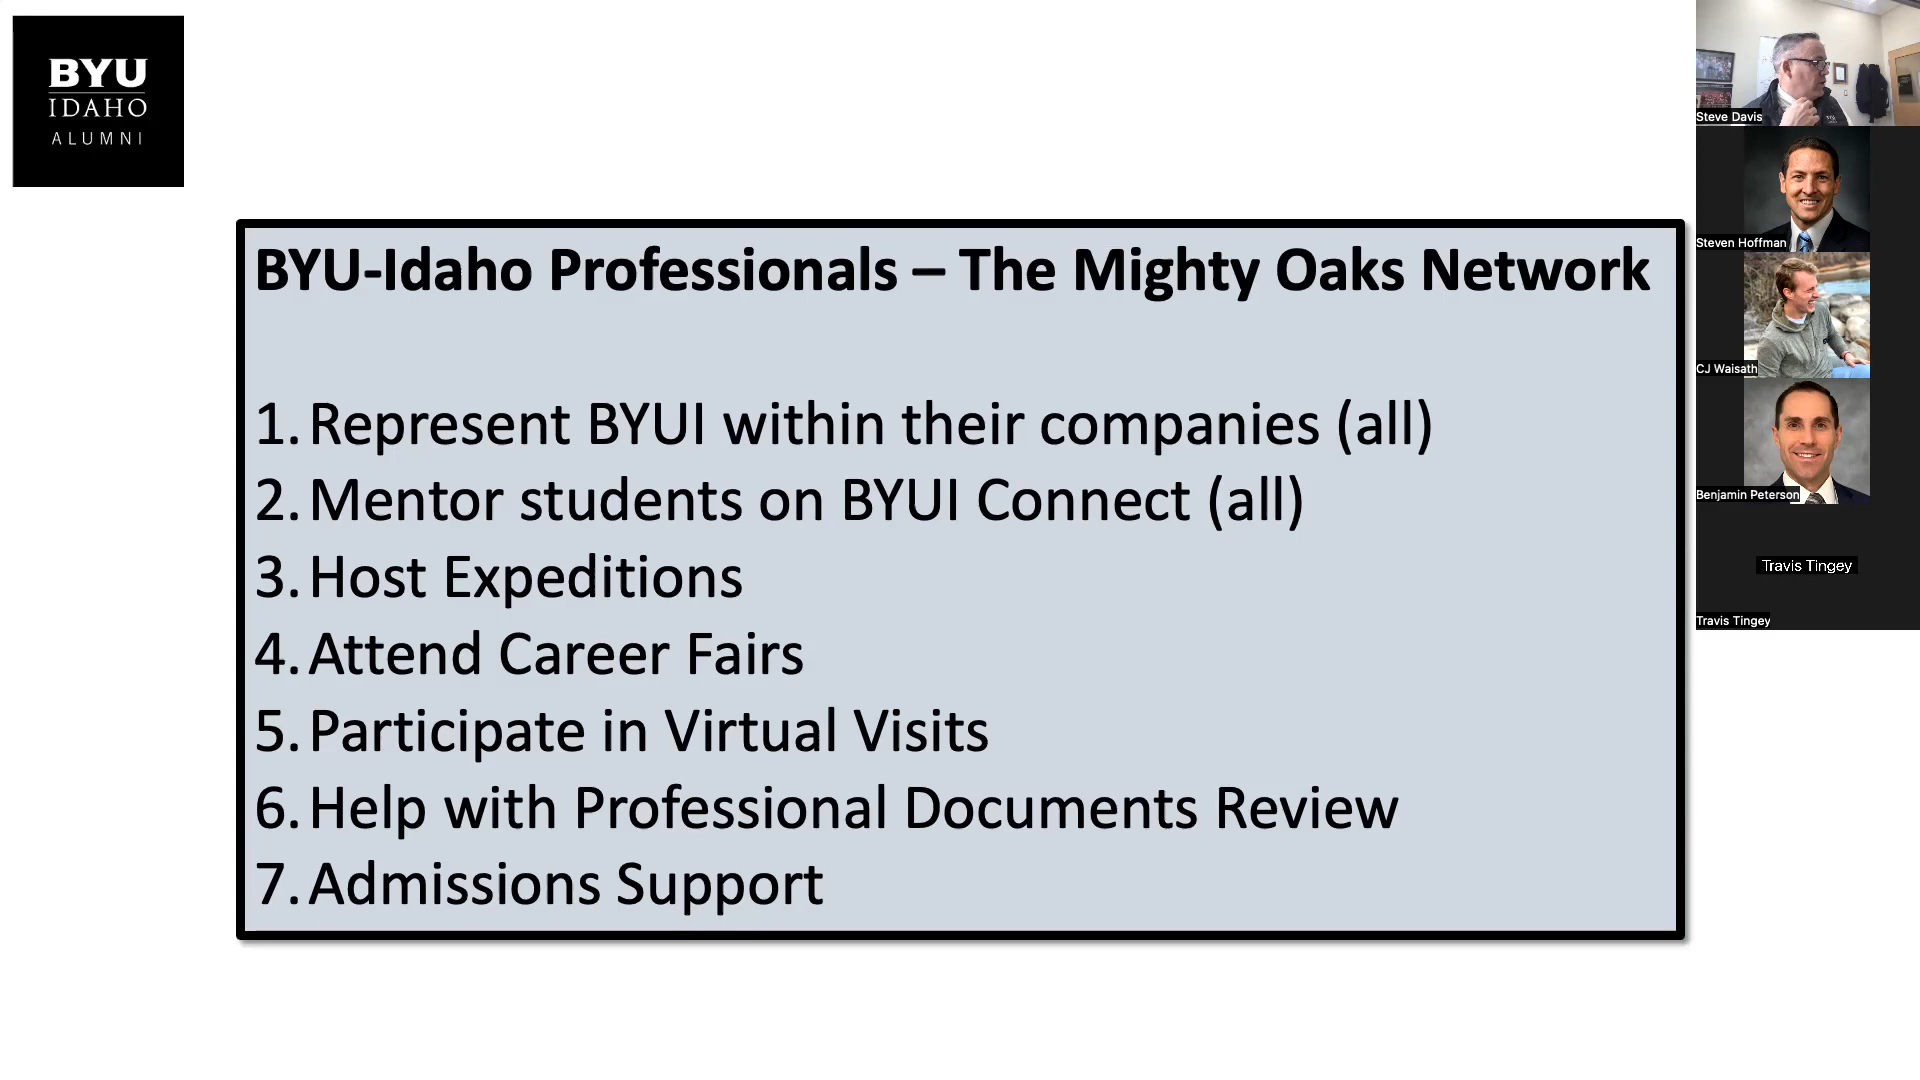 BYU
IDAHO
ALUMNI
BYU-Idaho Professionals – The Mighty Oaks Network
1. Represent BYUI within their companies (all)
2. Mentor students on BYUI Connect (all)
3. Host Expeditions
4. Attend Career Fairs
5. Participate in Virtual Visits
6. Help with Professional Documents Review
7. Admissions Support
Steve Davis
Steven Hoffman
CJ Waisath
Benjamin Peterson
Travis Tingey
Travis Tingey